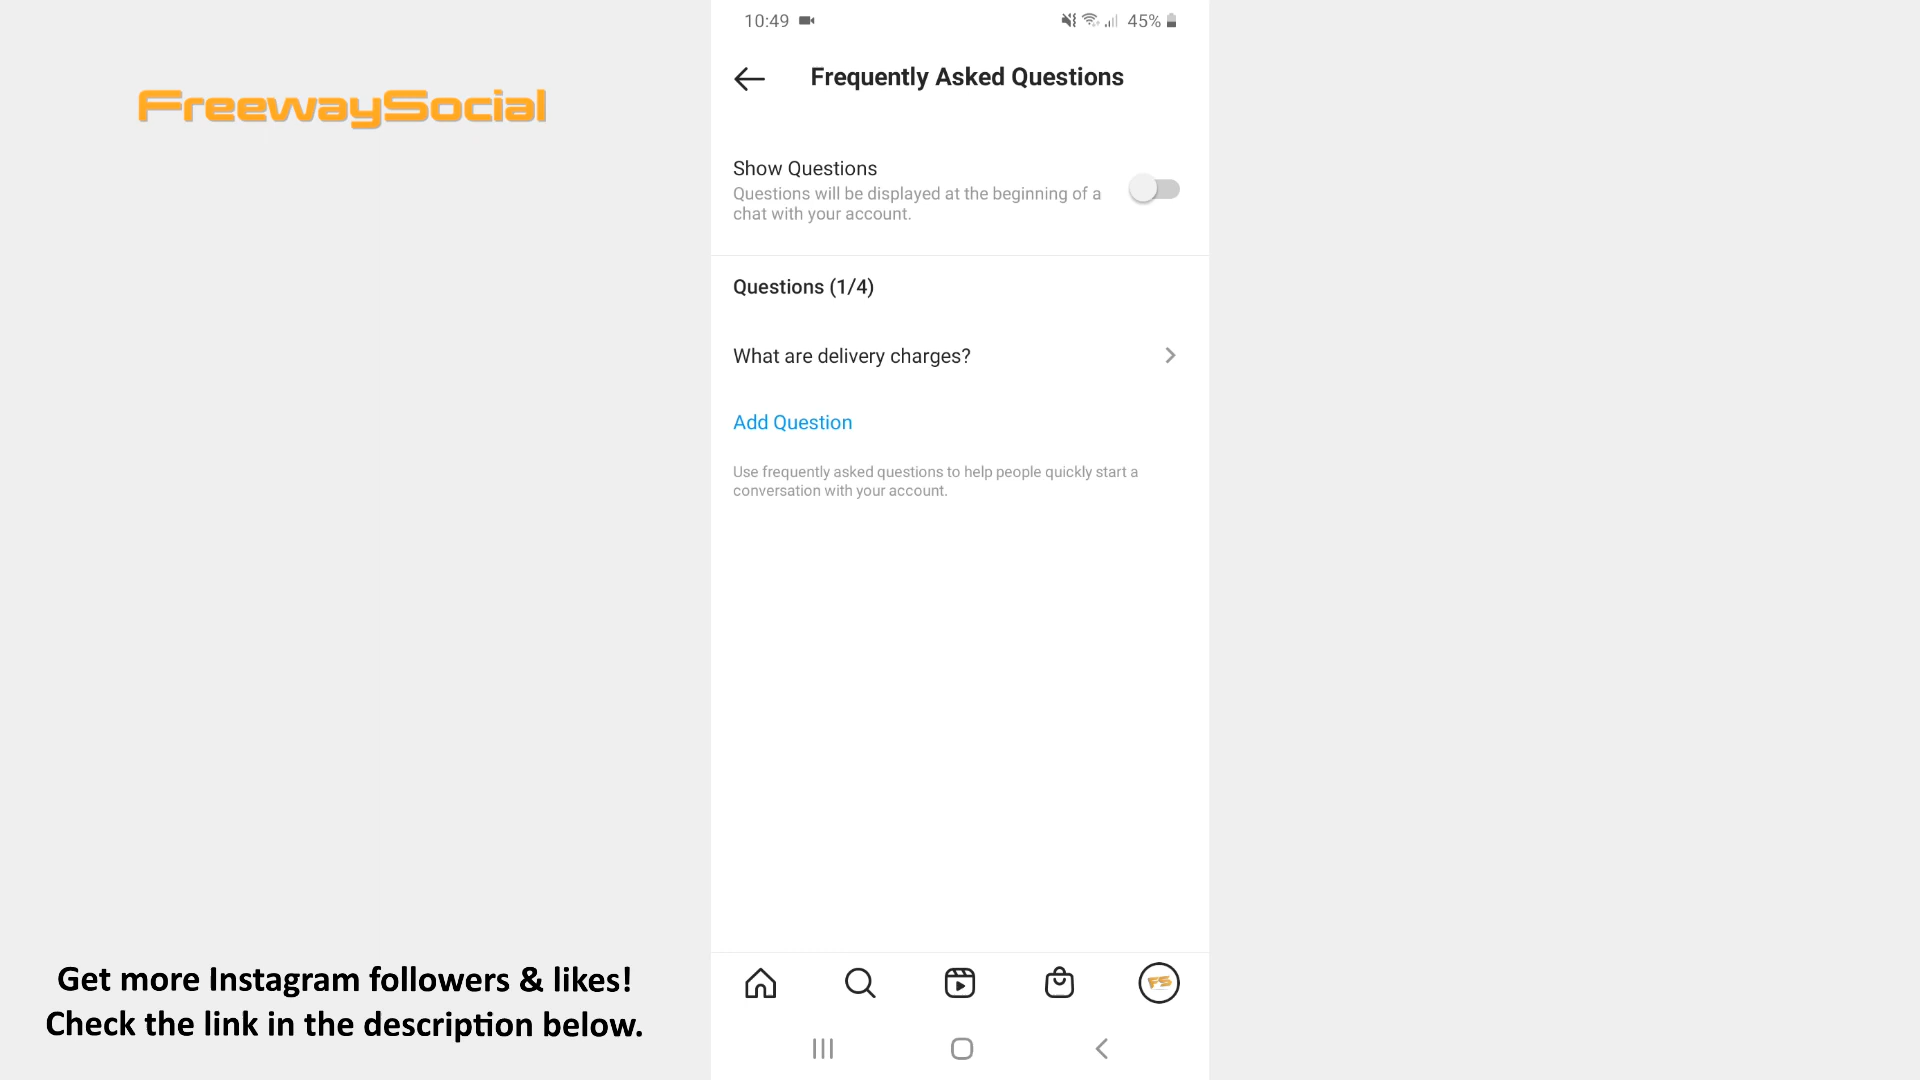 10:49
45%
FreewaySocial
Frequently Asked Questions
Show Questions
Questions will be displayed at the beginning of a
chat with your account.
Questions (1/4)
What are delivery charges?
Add Question
Use frequently asked questions to help people quickly start a
conversation with your account.
FS
Get more Instagram followers & likes!
Check the link in the description below.